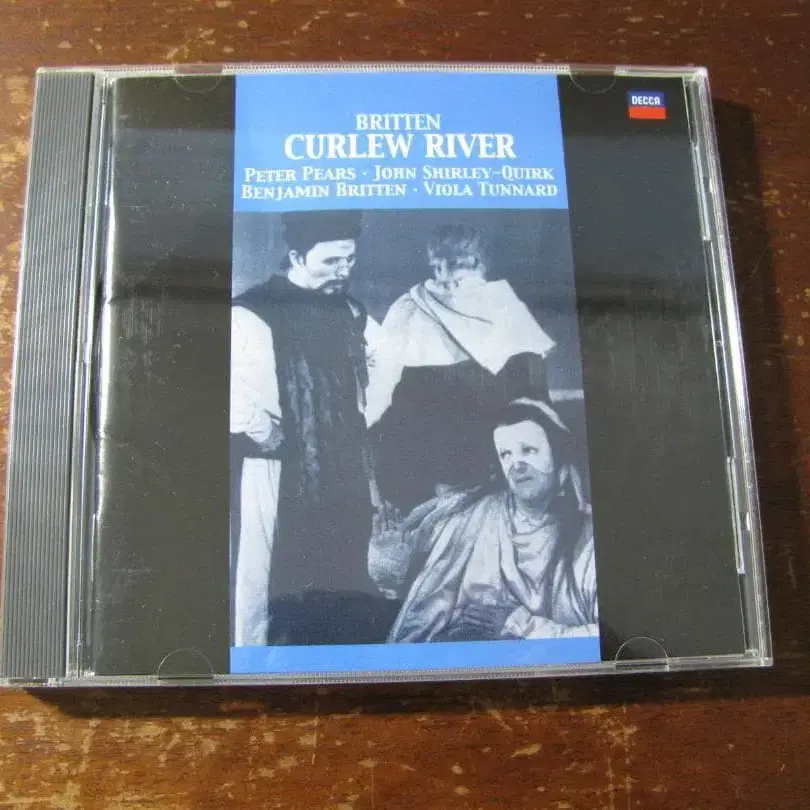 DECCA
BRITTEN
CURLEW RIVER
PETER PEARS · JOHN SHIRLEY-QUIRK
BENJAMIN BRITTEN · VIOLA TUNNARD